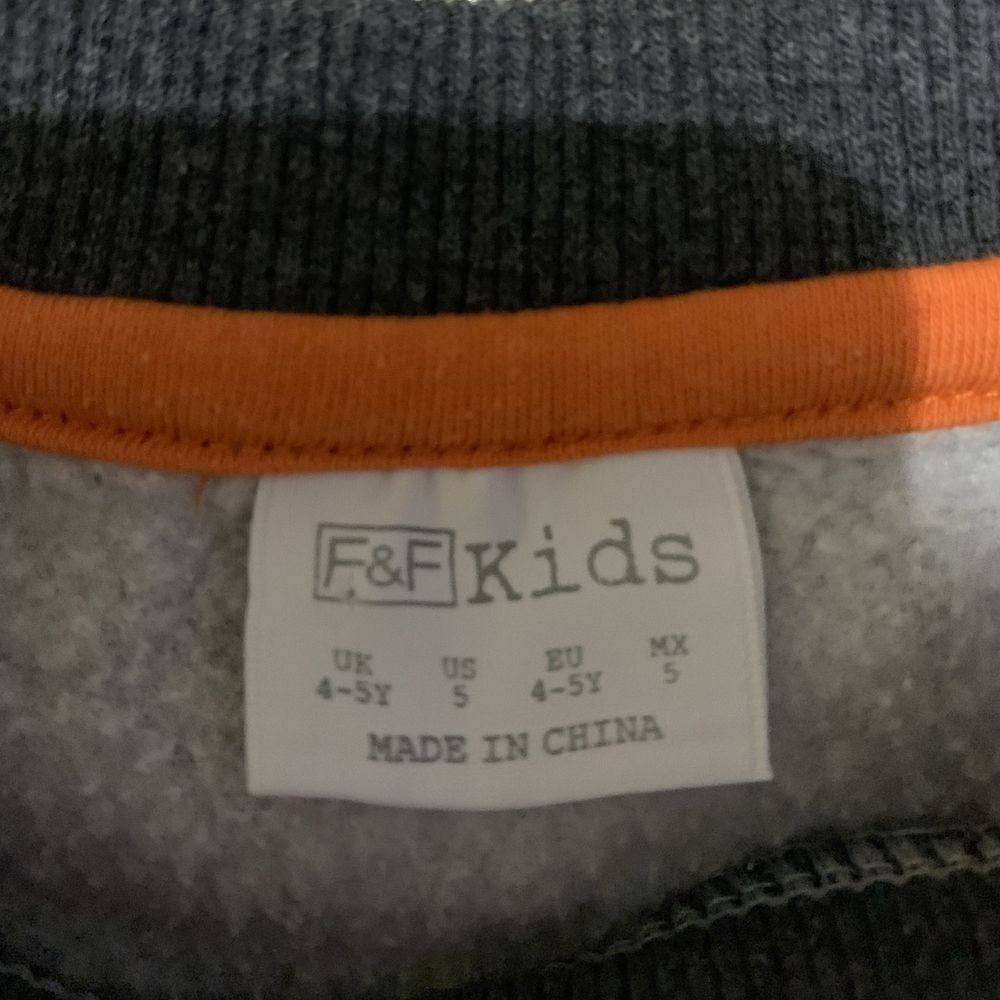 F&F Kids
UK US EU MX
4-5Y 5 4-5Y 5
MADE IN CHINA